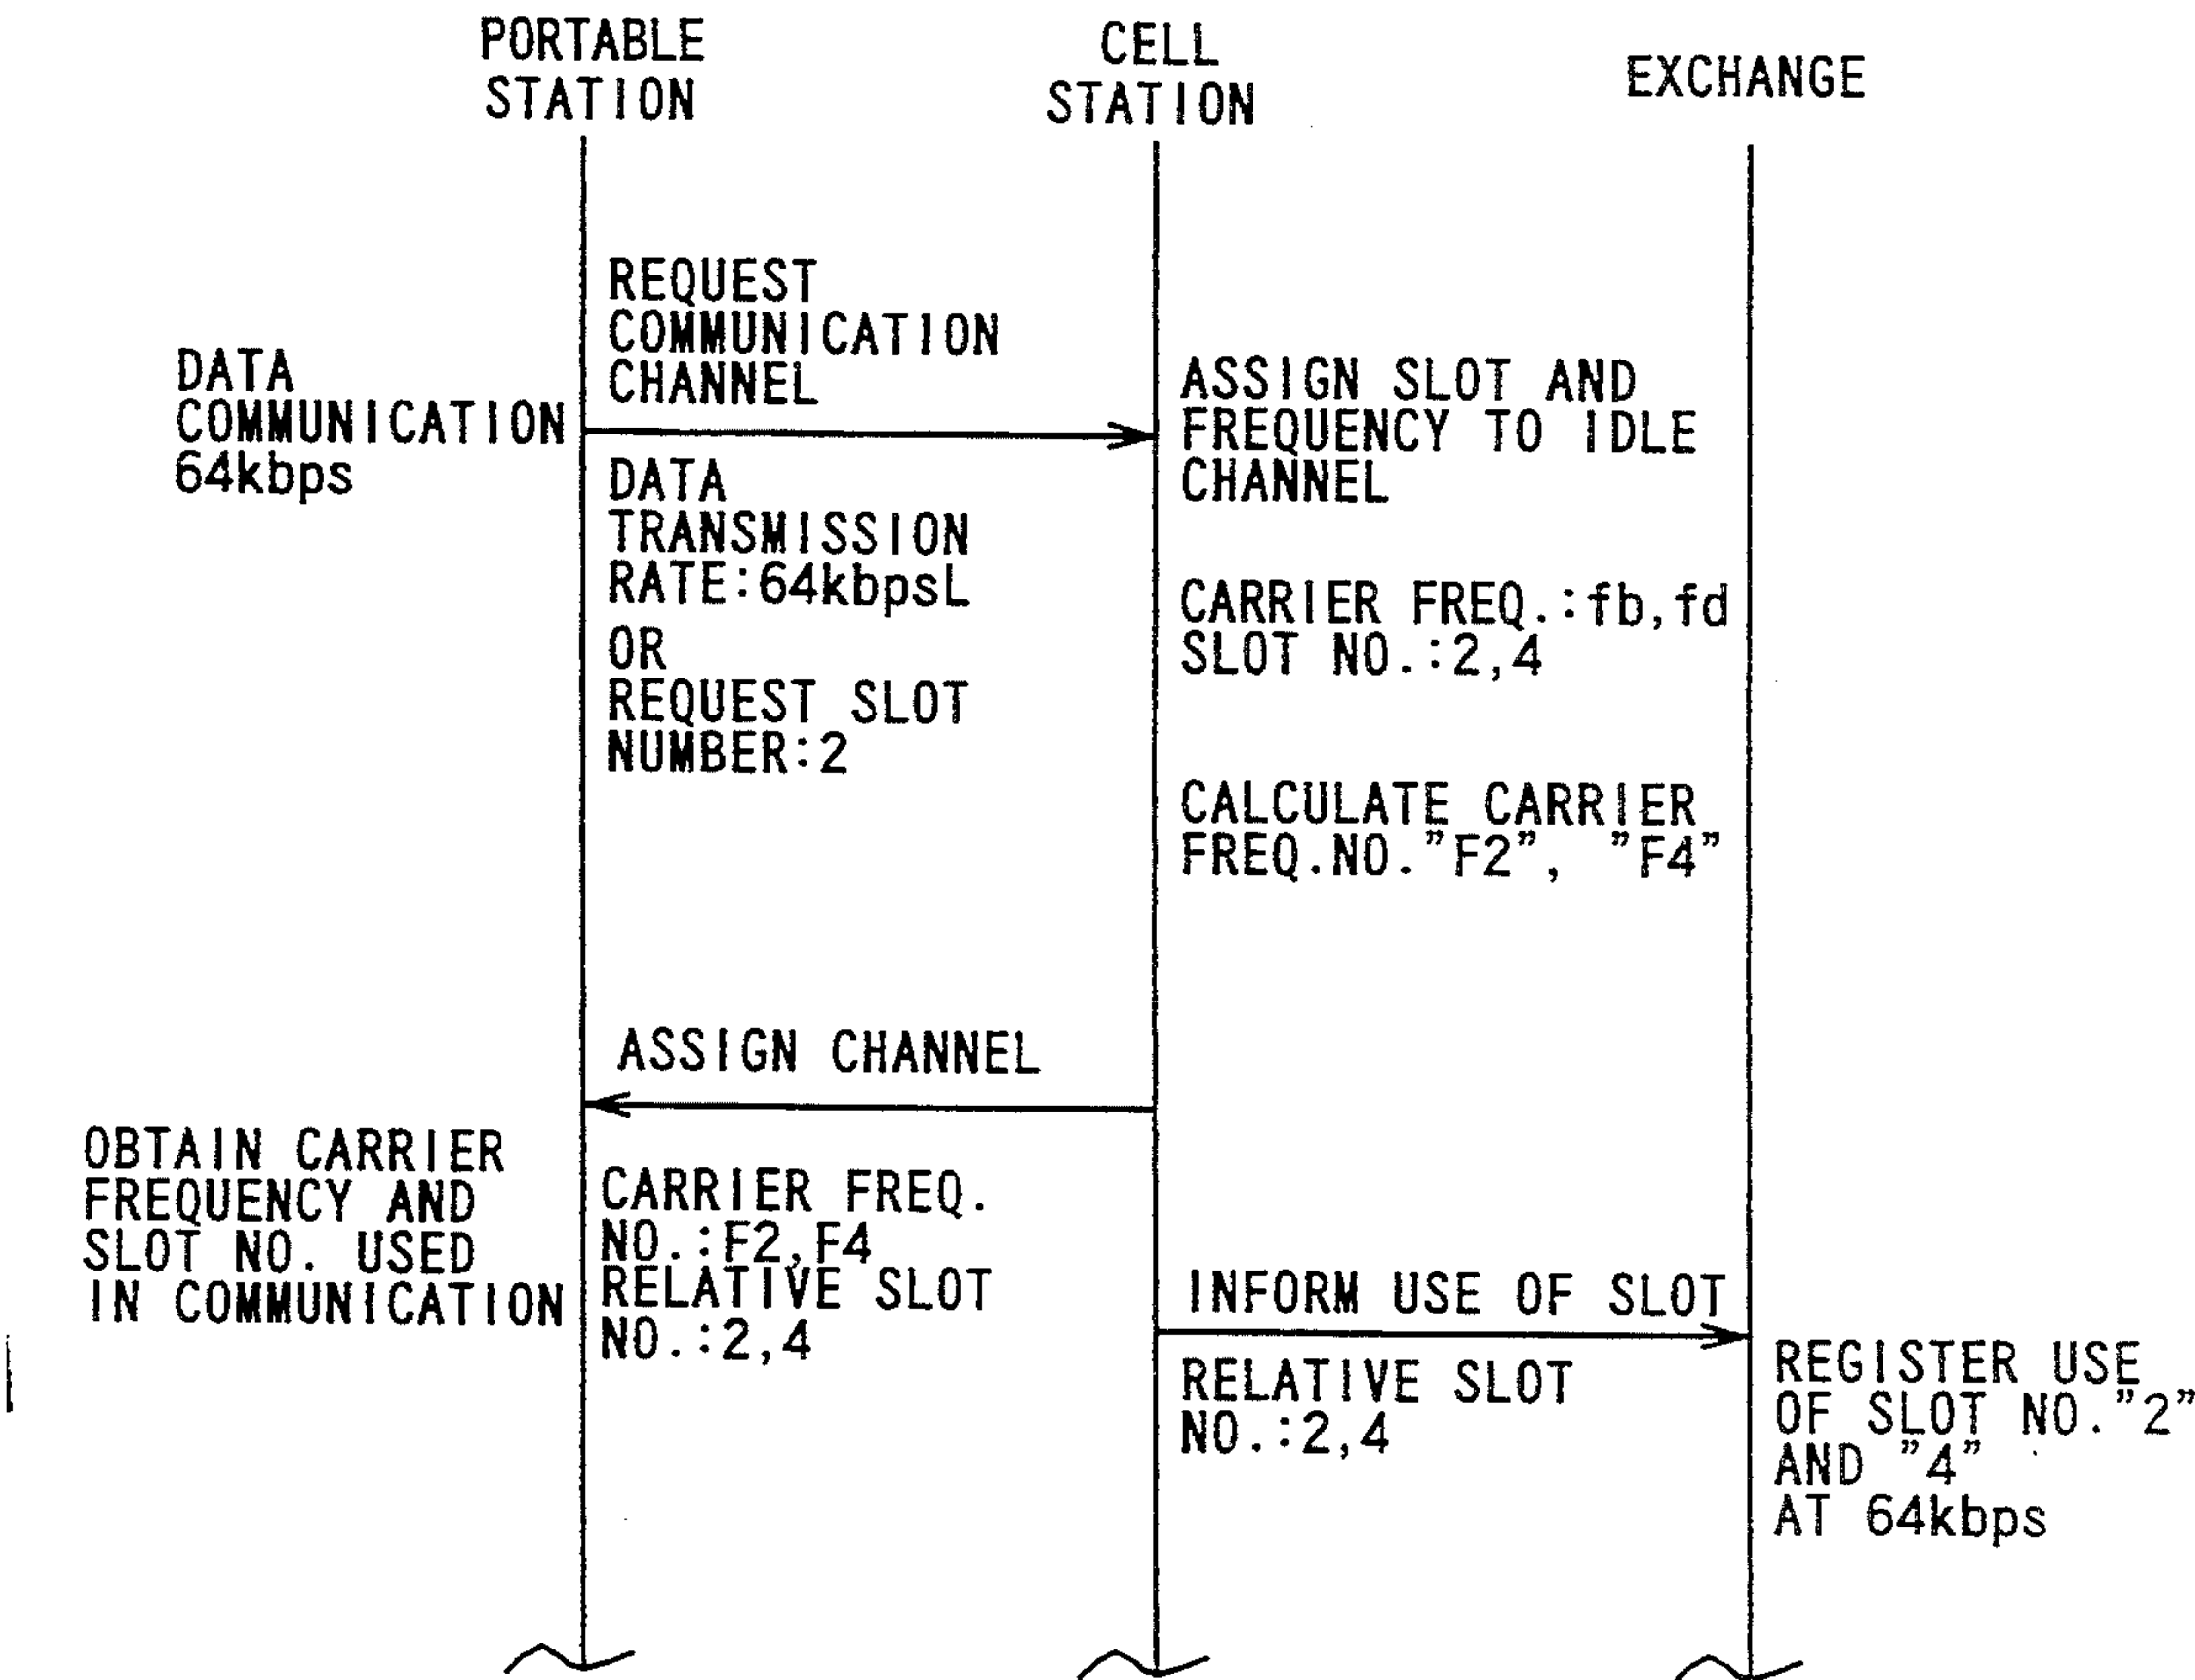 PORTABLE
STATION
CELL
STATION
EXCHANGE
DATA
COMMUNICATION
64kbps
REQUEST
COMMUNICATION
CHANNEL
DATA
TRANSMISSION
RATE:64kbpsL
OR
REQUEST SLOT
NUMBER:2
ASSIGN SLOT AND
FREQUENCY TO IDLE
CHANNEL
CARRIER FREQ.:fb,fd
SLOT NO.:2,4
CALCULATE CARRIER
FREQ.NO.”F2”, ”F4”
ASSIGN CHANNEL
OBTAIN CARRIER
FREQUENCY AND
SLOT NO. USED
IN COMMUNICATION
CARRIER FREQ.
NO.:F2,F4
RELATIVE SLOT
NO.:2,4
INFORM USE OF SLOT
RELATIVE SLOT
NO.:2,4
REGISTER USE
OF SLOT NO.”2”
AND ”4”
AT 64kbps